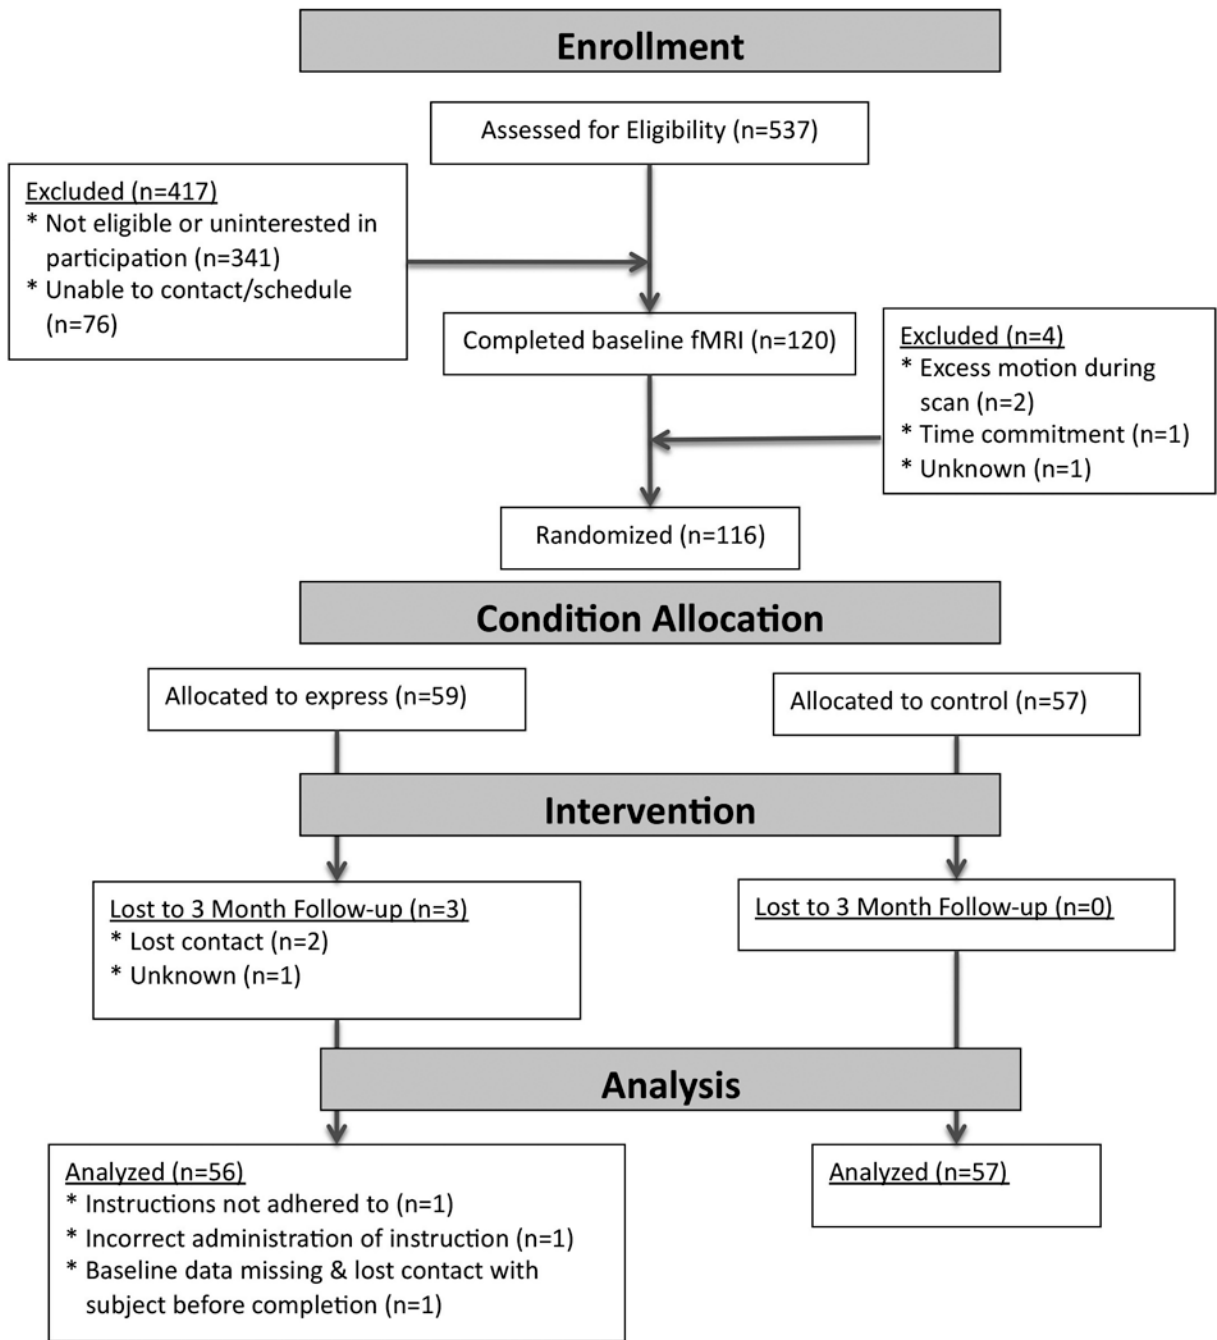 Enrollment
Assessed for Eligibility (n=537)
Excluded (n=417)
* Not eligible or uninterested in
participation (n=341)
* Unable to contact/schedule
(n=76)
Completed baseline fMRI (n=120)
Excluded (n=4)
* Excess motion during
scan (n=2)
* Time commitment (n=1)
* Unknown (n=1)
Randomized (n=116)
Condition Allocation
Allocated to express (n=59)
Allocated to control (n=57)
Intervention
Lost to 3 Month Follow-up (n=3)
* Lost contact (n=2)
* Unknown (n=1)
Lost to 3 Month Follow-up (n=0)
Analysis
Analyzed (n=56)
* Instructions not adhered to (n=1)
* Incorrect administration of instruction (n=1)
* Baseline data missing & lost contact with
subject before completion (n=1)
Analyzed (n=57)